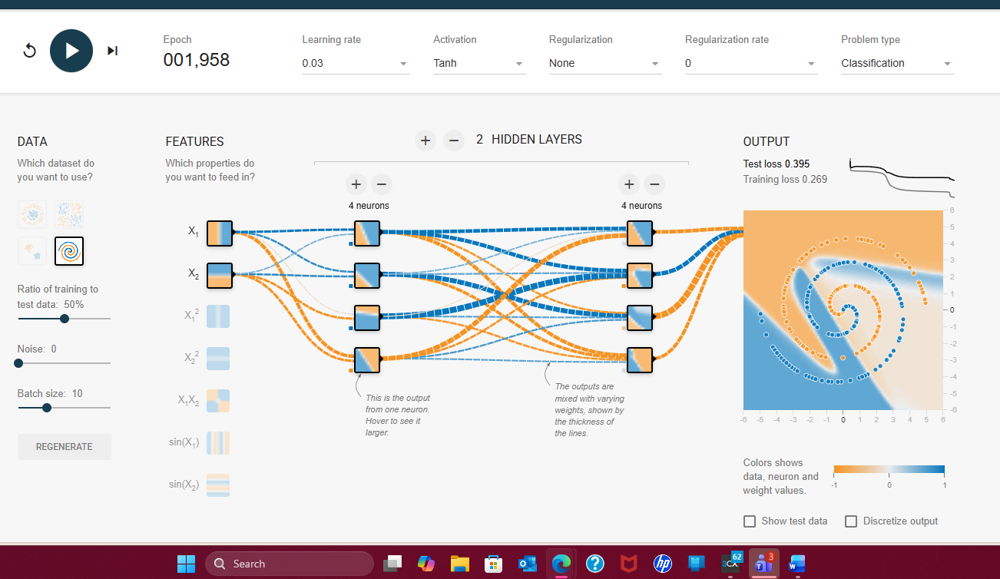 Epoch
001,958
Learning rate
0.03
Activation
Tanh
Regularization
None
Regularization rate
0
Problem type
Classification
DATA
Which dataset do
you want to use?
Ratio of training to
test data: 50%
Noise: 0
Batch size: 10
REGENERATE
FEATURES
Which properties do
you want to feed in?
X1
X2
X1²
X2²
X1X2
sin(X1)
sin(X2)
+ − 2 HIDDEN LAYERS
+ −
4 neurons
+ −
4 neurons
This is the output
from one neuron.
Hover to see it
larger.
The outputs are
mixed with varying
weights, shown by
the thickness of
the lines.
OUTPUT
Test loss 0.395
Training loss 0.269
6
5
4
3
2
1
0
-1
-2
-3
-4
-5
-6
-6 -5 -4 -3 -2 -1 0 1 2 3 4 5 6
Colors shows
data, neuron and
weight values.
-1 0 1
Show test data
Discretize output
Search
O
?
hp
3CX
62
T
3
W